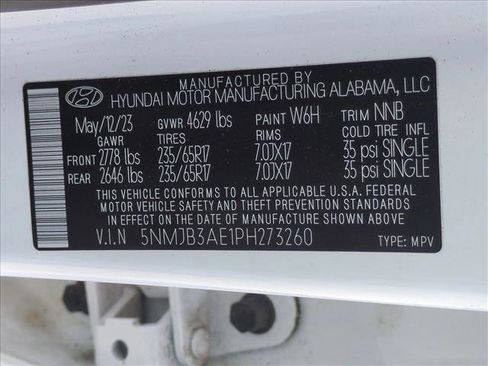 MANUFACTURED BY
HYUNDAI MOTOR MANUFACTURING ALABAMA, LLC
May/12/23 GVWR 4629 lbs PAINT W6H TRIM NNB
GAWR TIRES RIMS COLD TIRE INFL
FRONT 2778 lbs 235/65R17 7.0JX17 35 psi SINGLE
REAR 2646 lbs 235/65R17 7.0JX17 35 psi SINGLE
THIS VEHICLE CONFORMS TO ALL APPLICABLE U.S.A. FEDERAL
MOTOR VEHICLE SAFETY AND THEFT PREVENTION STANDARDS
IN EFFECT ON THE DATE OF MANUFACTURE SHOWN ABOVE
V.I.N 5NMJB3AE1PH273260 TYPE: MPV